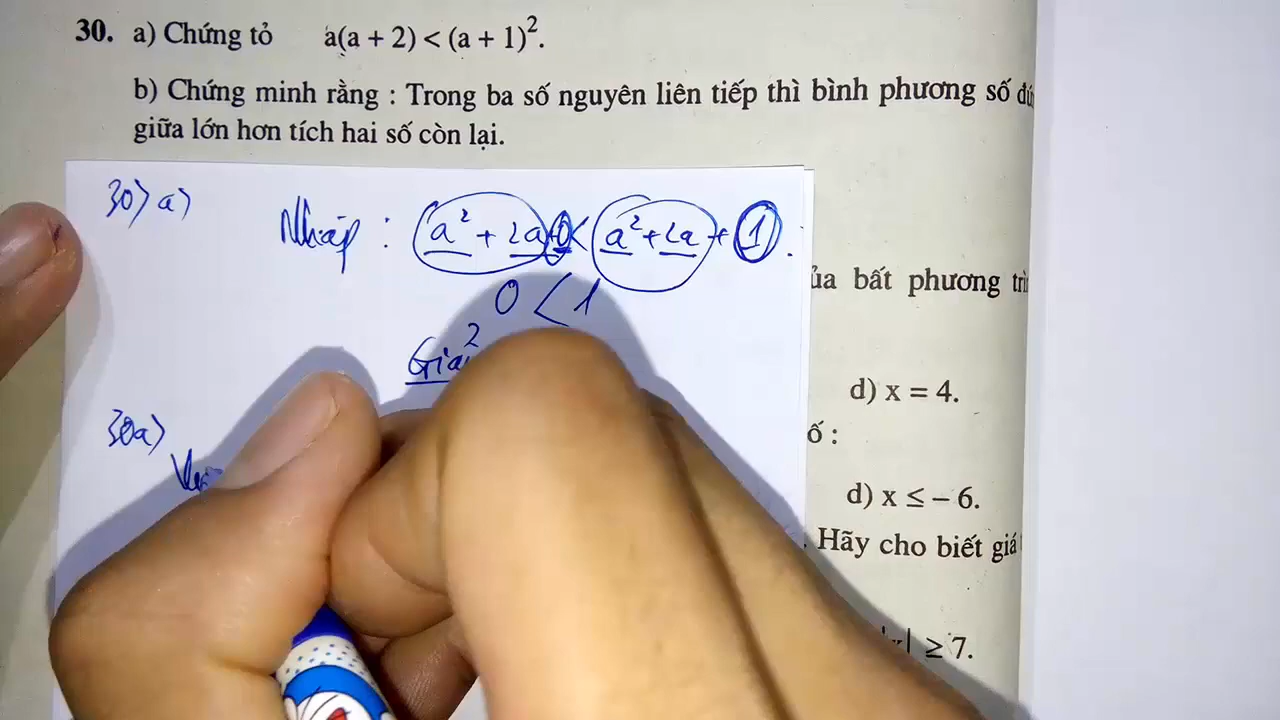 30. a) Chứng tỏ a(a + 2) < (a + 1)².
b) Chứng minh rằng : Trong ba số nguyên liên tiếp thì bình phương số
giữa lớn hơn tích hai số còn lại.
30) a)
Nháp : (a² + 2a + 0 < a² + 2a + 1 .
0 < 1
Giải
30a)
ủa bất phương
d) x = 4.
ố :
d) x ≤ – 6.
. Hãy cho biết giá
≥ 7.